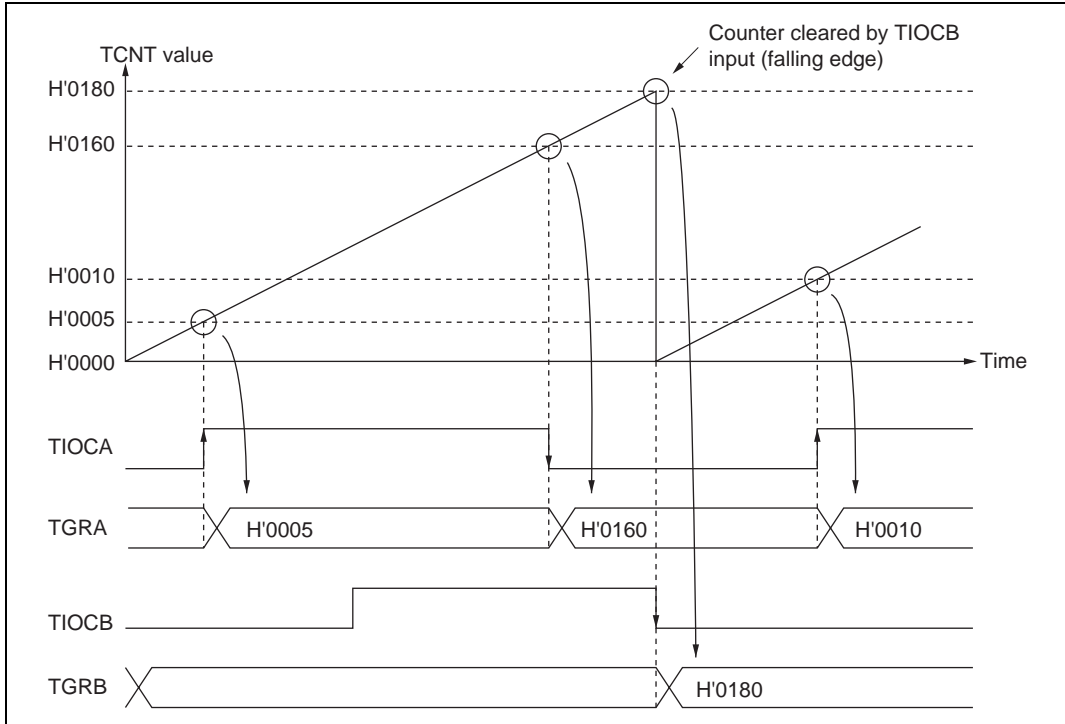 Counter cleared by TIOCB
input (falling edge)
TCNT value
H'0180
H'0160
H'0010
H'0005
H'0000
Time
TIOCA
TGRA
H'0005
H'0160
H'0010
TIOCB
TGRB
H'0180